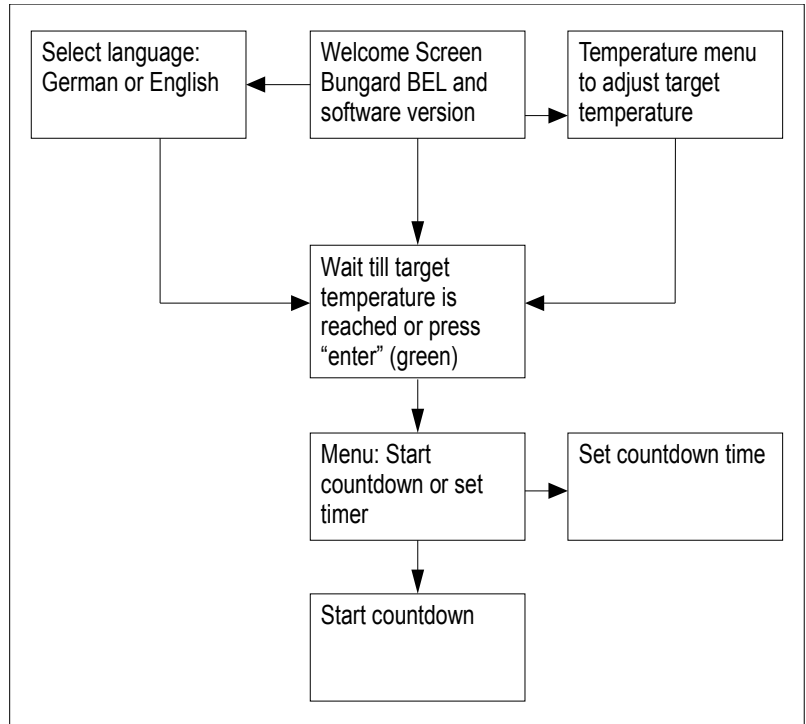 Select language:
German or English
Welcome Screen
Bungard BEL and
software version
Temperature menu
to adjust target
temperature
Wait till target
temperature is
reached or press
“enter” (green)
Menu: Start
countdown or set
timer
Set countdown time
Start countdown